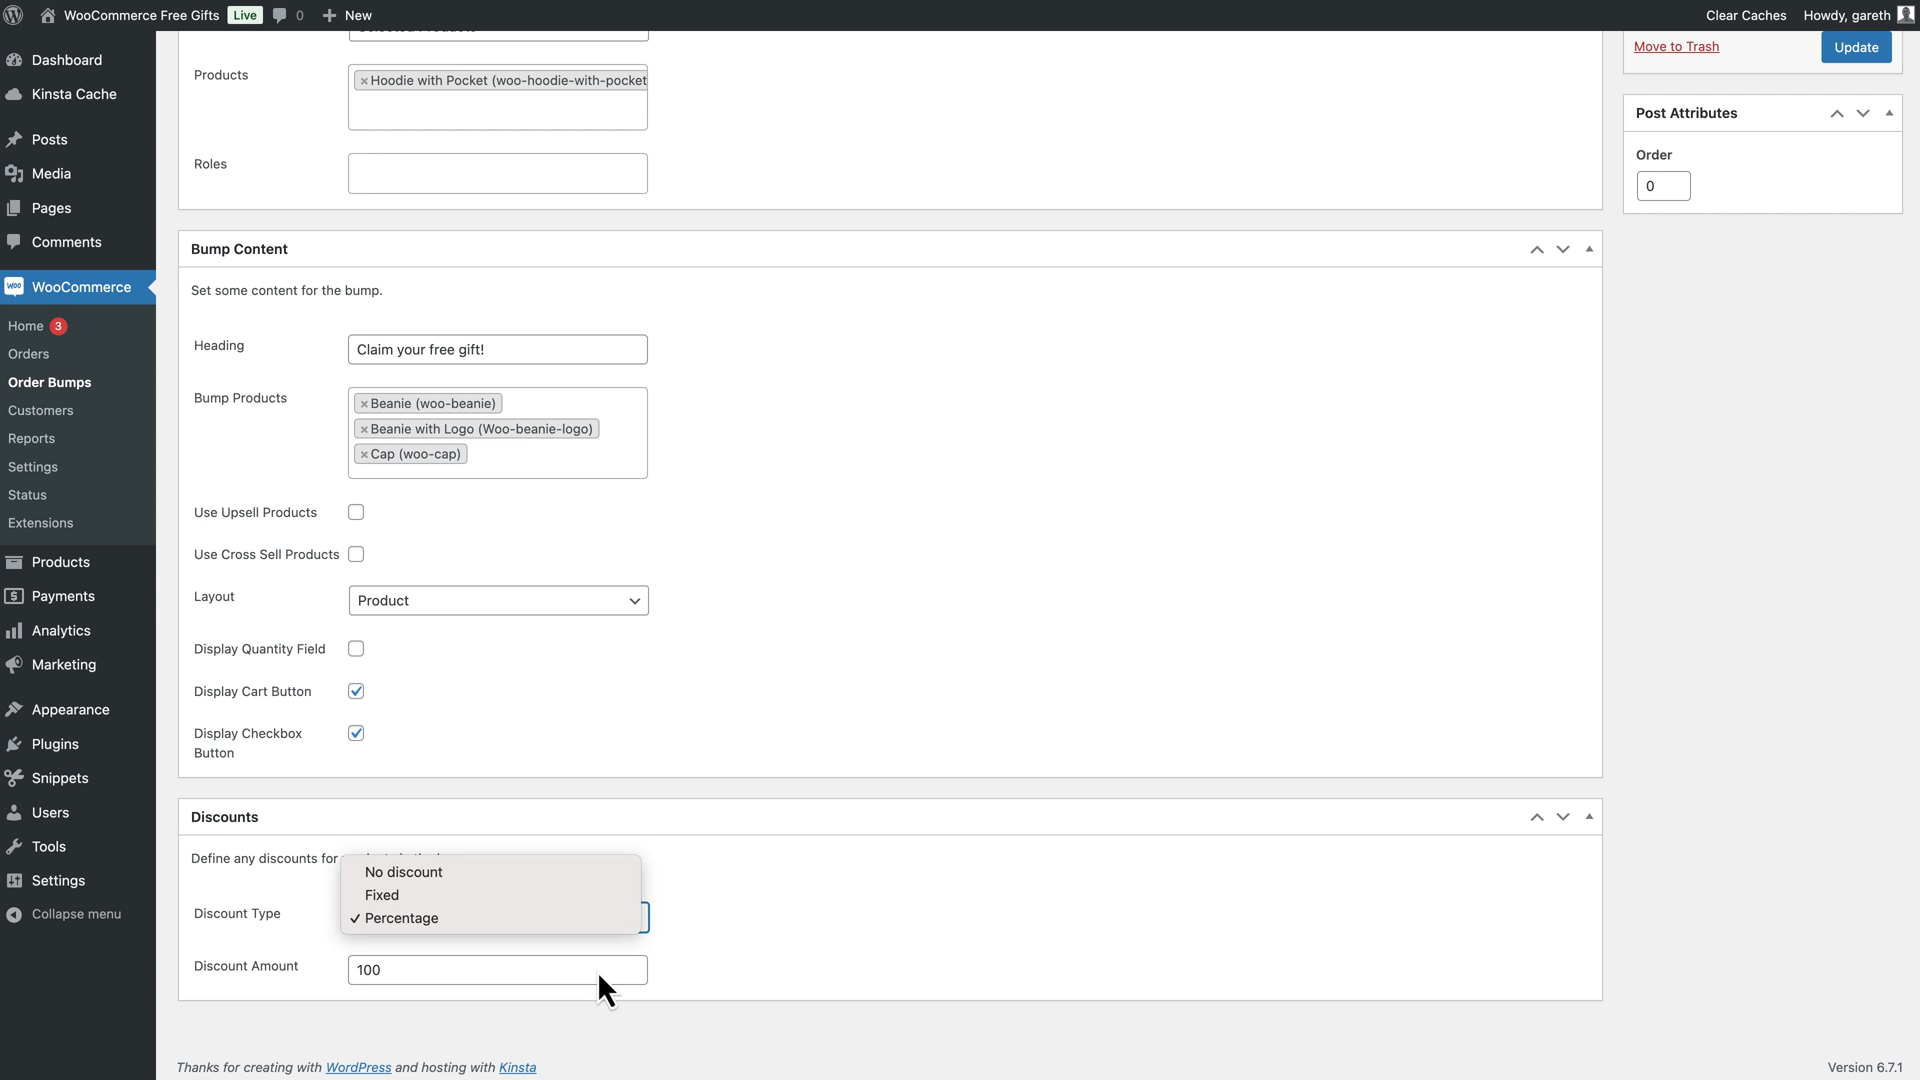 WooCommerce Free Gifts Live 0 New Clear Caches Howdy, gareth
Dashboard
Kinsta Cache
Posts
Media
Pages
Comments
WooCommerce
Home 3
Orders
Order Bumps
Customers
Reports
Settings
Status
Extensions
Products
Payments
Analytics
Marketing
Appearance
Plugins
Snippets
Users
Tools
Settings
Collapse menu
Products ×Hoodie with Pocket (woo-hoodie-with-pocket
Roles
Bump Content
Set some content for the bump.
Heading Claim your free gift!
Bump Products ×Beanie (woo-beanie)
×Beanie with Logo (Woo-beanie-logo)
×Cap (woo-cap)
Use Upsell Products
Use Cross Sell Products
Layout Product
Display Quantity Field
Display Cart Button
Display Checkbox
Button
Discounts
Define any discounts for
No discount
Fixed
Discount Type ✓ Percentage
Discount Amount 100
Move to Trash Update
Post Attributes
Order
0
Thanks for creating with WordPress and hosting with Kinsta Version 6.7.1